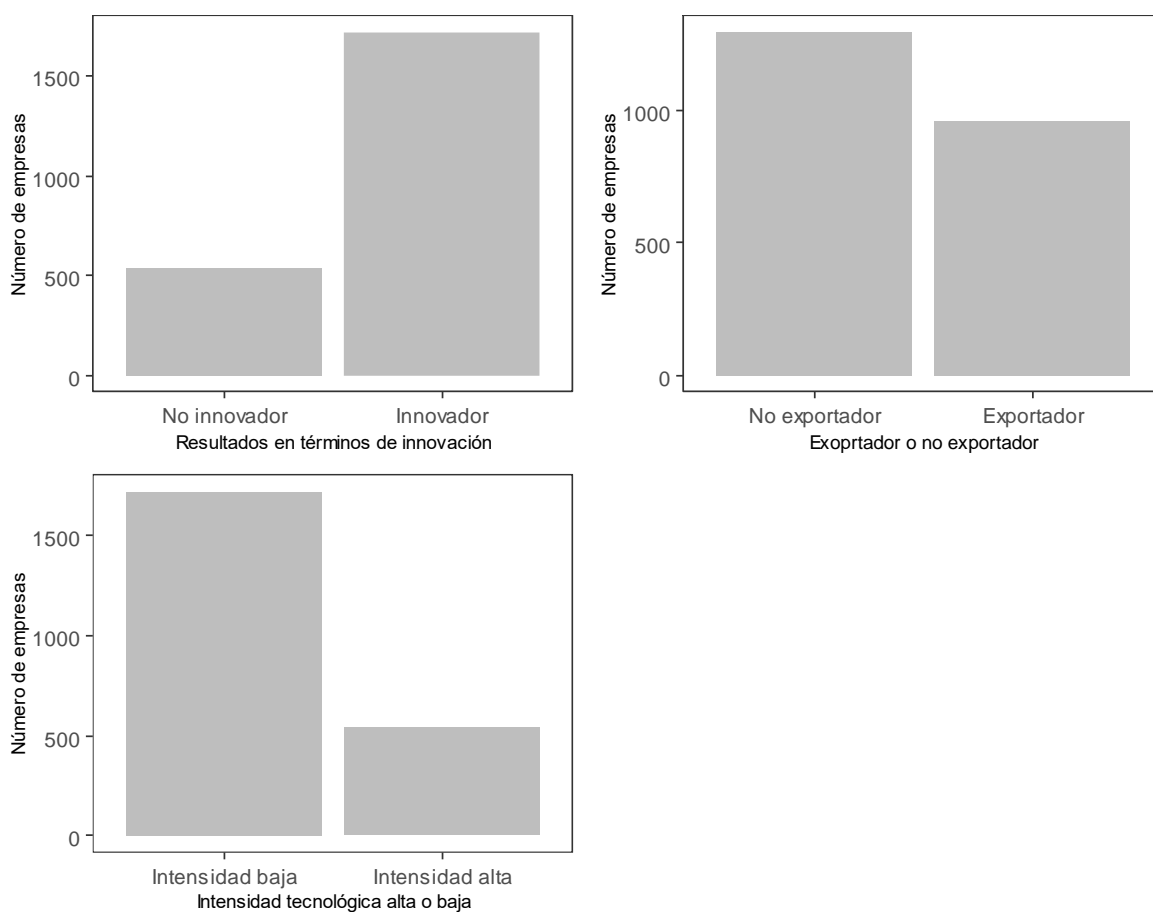 Número de empresas
1500
1000
500
0
No innovador Innovador
Resultados en términos de innovación
Número de empresas
1000
500
0
No exportador Exportador
Exoprtador o no exportador
Número de empresas
1500
1000
500
0
Intensidad baja Intensidad alta
Intensidad tecnológica alta o baja